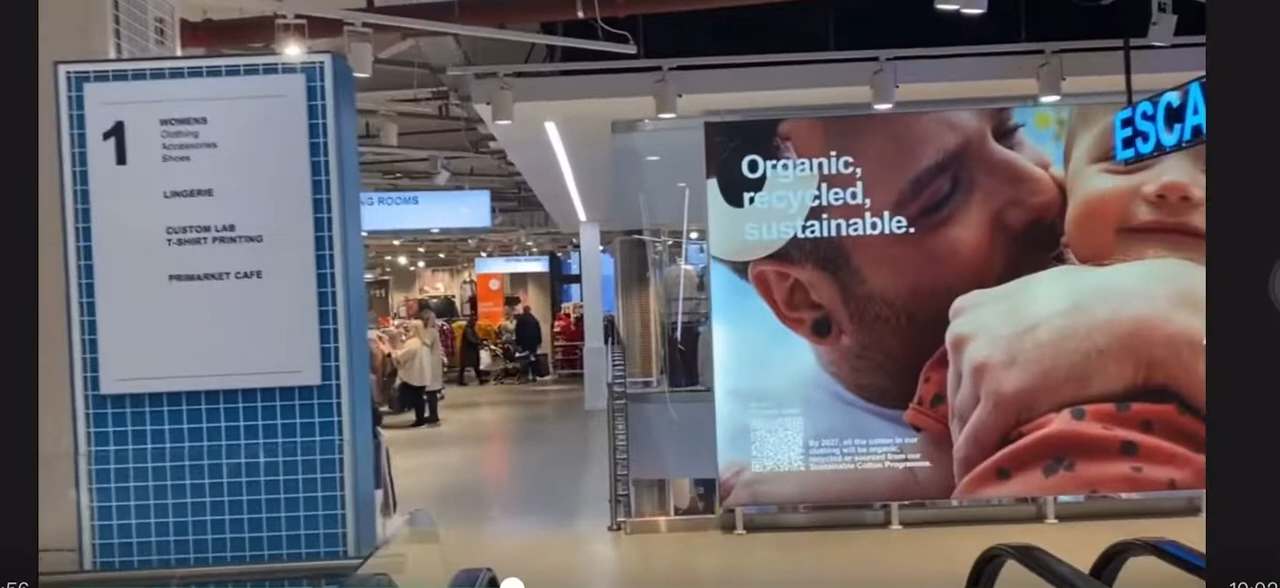 1
WOMENS
Clothing
Accessories
Shoes
LINGERIE
CUSTOM LAB
T-SHIRT PRINTING
PRIMARKET CAFE
NG ROOMS
Organic,
recycled,
sustainable.
By 2027, all the cotton in our
clothing will be organic,
recycled or sourced from our
Sustainable Cotton Programme.
ESCA